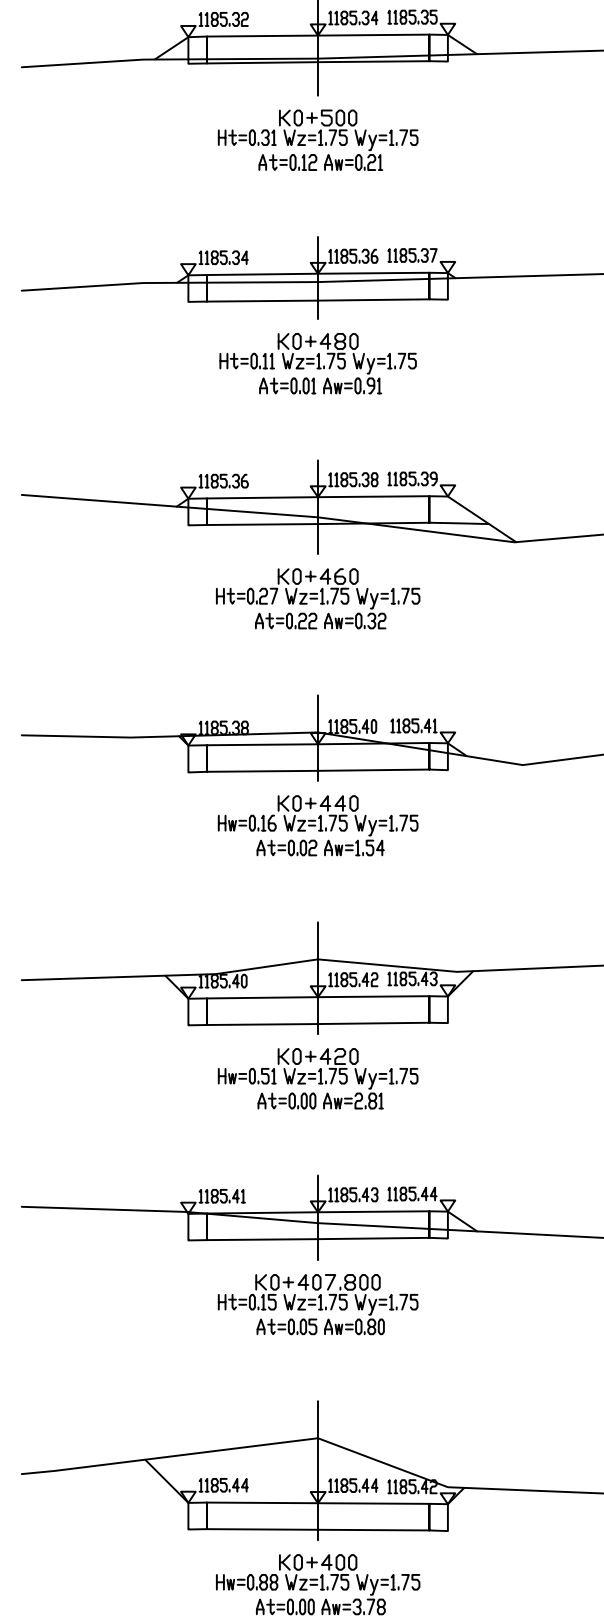 1185.32 1185.34 1185.35
K0+500
Ht=0.31 Wz=1.75 Wy=1.75
At=0.12 Aw=0.21
1185.34 1185.36 1185.37
K0+480
Ht=0.11 Wz=1.75 Wy=1.75
At=0.01 Aw=0.91
1185.36 1185.38 1185.39
K0+460
Ht=0.27 Wz=1.75 Wy=1.75
At=0.22 Aw=0.32
1185.38 1185.40 1185.41
K0+440
Hw=0.16 Wz=1.75 Wy=1.75
At=0.02 Aw=1.54
1185.40 1185.42 1185.43
K0+420
Hw=0.51 Wz=1.75 Wy=1.75
At=0.00 Aw=2.81
1185.41 1185.43 1185.44
K0+407.800
Ht=0.15 Wz=1.75 Wy=1.75
At=0.05 Aw=0.80
1185.44 1185.44 1185.42
K0+400
Hw=0.88 Wz=1.75 Wy=1.75
At=0.00 Aw=3.78